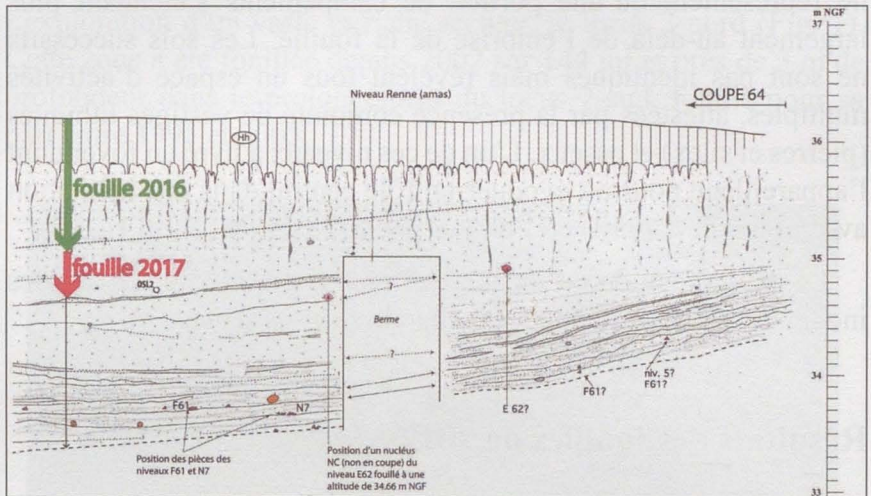 m NGF
37
Niveau Renne (amas)
COUPE 64
Hh
36
fouille 2016
?
35
fouille 2017
?
OSL2
?
Berme
?
34
F61
N7
E 62?
F61?
niv. 5?
F61?
Position des pièces des
niveaux F61 et N7
Position d'un nucléus
NC (non en coupe) du
niveau E62 fouillé à une
altitude de 34.66 m NGF
33